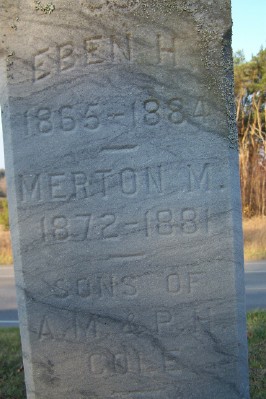 EBEN H
1865-1884
MERTON M.
1872-1881
SONS OF
A.M. & P.H.
COLE